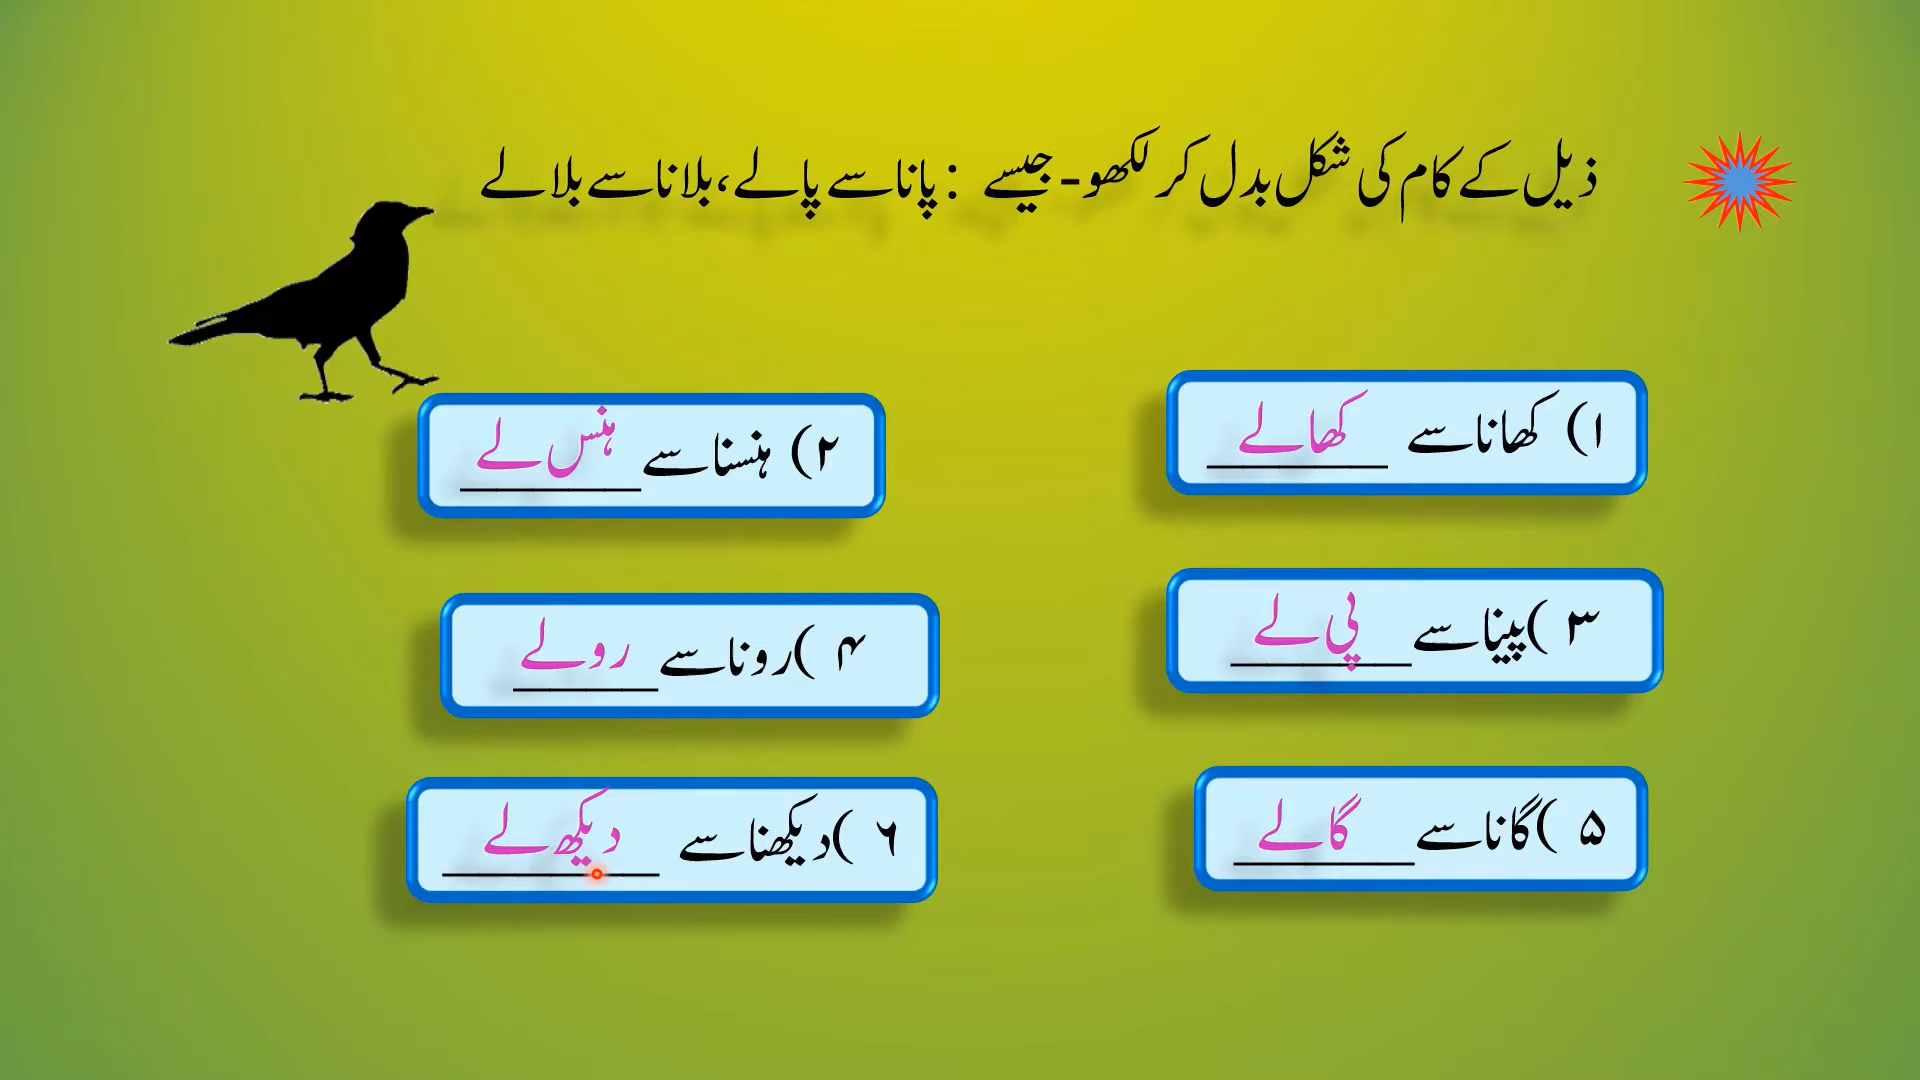 ذیل کے کام کی شکل بدل کر لکھو- جیسے : پانا سے پالے، بلانا سے بلالے
۱) کھانا سے کھالے
۲) ہنسنا سے ہنس لے
۳ )پینا سے پی لے
۴ )رونا سے رولے
۵ )گانا سے گالے
۶ )دیکھنا سے دیکھ لے